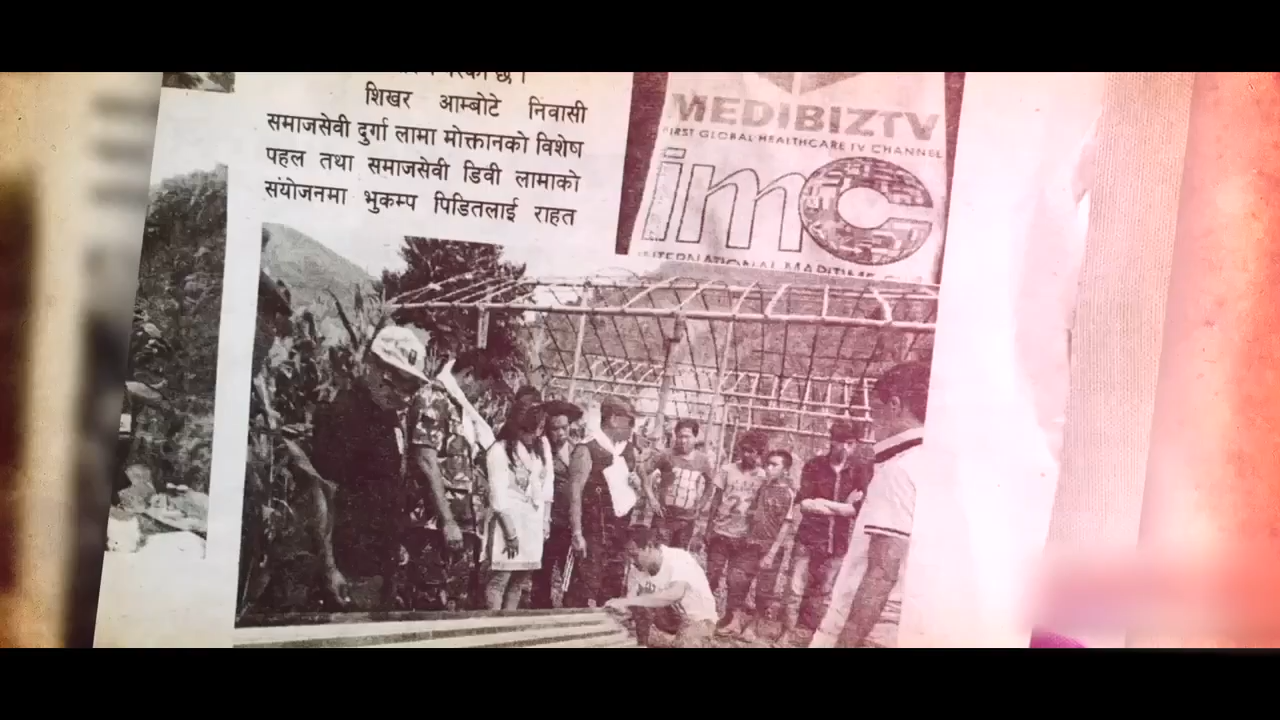 शिखर आम्बोटे निवासी
समाजसेवी दुर्गा लामा मोक्तानको विशेष
पहल तथा समाजसेवी डिवी लामाको
संयोजनमा भुकम्प पिडितलाई राहत
MEDIBIZTV
FIRST GLOBAL HEALTHCARE TV CHANNEL
imc
INTERNATIONAL MARITIME